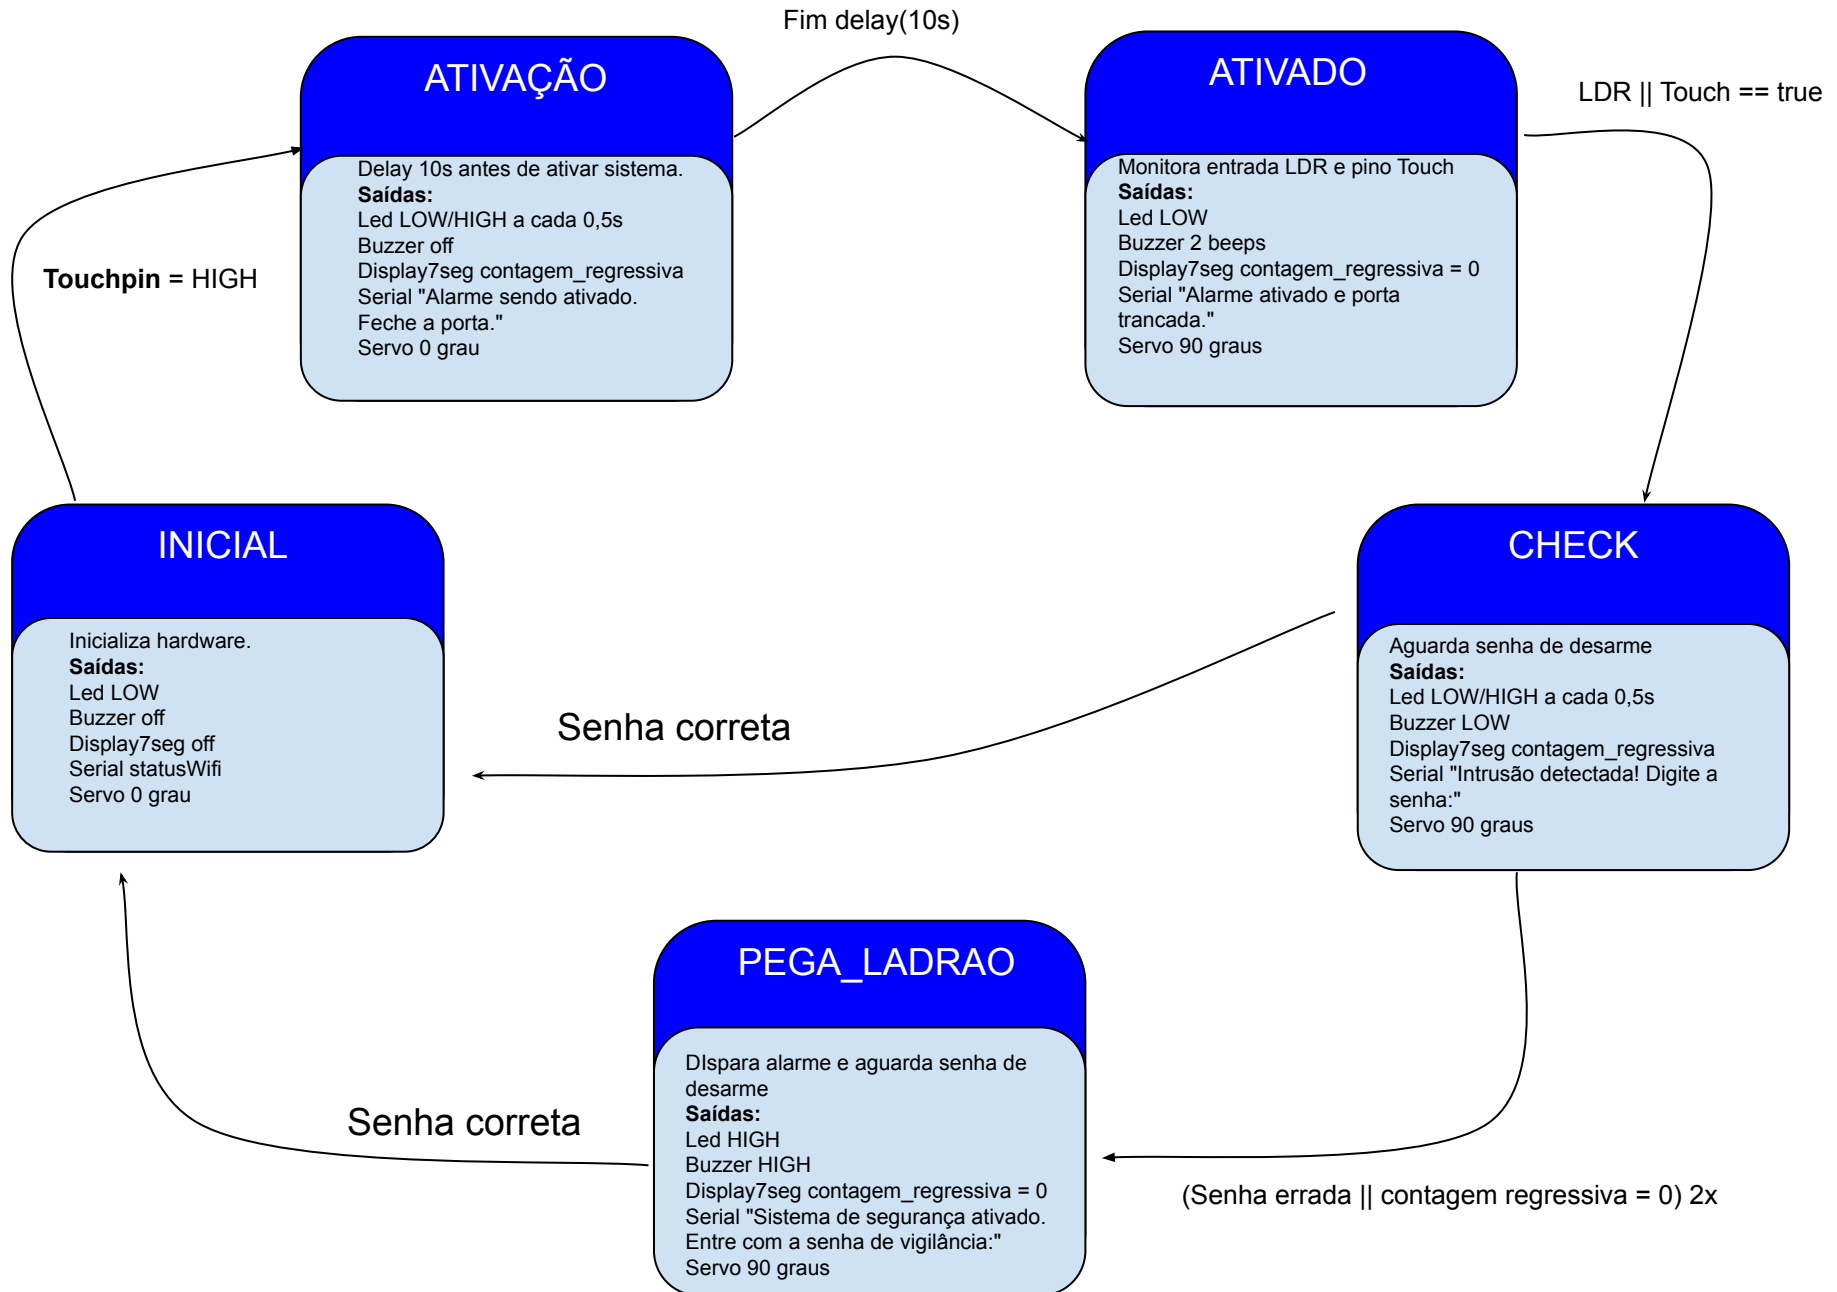 Fim delay(10s)
ATIVAÇÃO
Delay 10s antes de ativar sistema.
Saídas:
Led LOW/HIGH a cada 0,5s
Buzzer off
Display7seg contagem_regressiva
Serial "Alarme sendo ativado.
Feche a porta."
Servo 0 grau
ATIVADO
Monitora entrada LDR e pino Touch
Saídas:
Led LOW
Buzzer 2 beeps
Display7seg contagem_regressiva = 0
Serial "Alarme ativado e porta
trancada."
Servo 90 graus
LDR || Touch == true
Touchpin = HIGH
INICIAL
Inicializa hardware.
Saídas:
Led LOW
Buzzer off
Display7seg off
Serial statusWifi
Servo 0 grau
Senha correta
CHECK
Aguarda senha de desarme
Saídas:
Led LOW/HIGH a cada 0,5s
Buzzer LOW
Display7seg contagem_regressiva
Serial "Intrusão detectada! Digite a
senha:"
Servo 90 graus
PEGA_LADRAO
DIspara alarme e aguarda senha de
desarme
Saídas:
Led HIGH
Buzzer HIGH
Display7seg contagem_regressiva = 0
Serial "Sistema de segurança ativado.
Entre com a senha de vigilância:"
Servo 90 graus
Senha correta
(Senha errada || contagem regressiva = 0) 2x